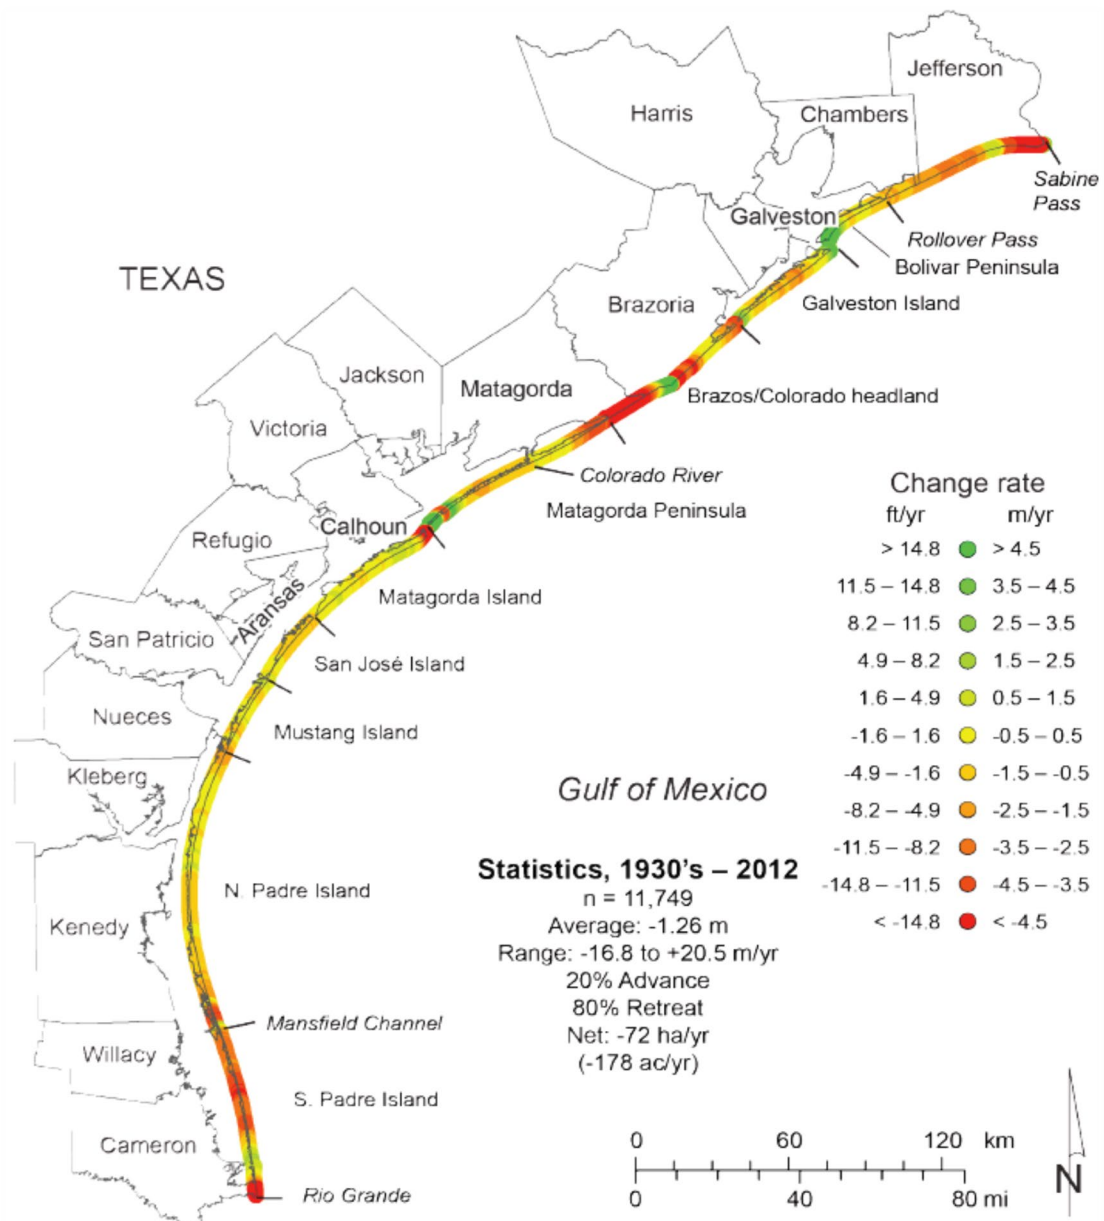 Jefferson
Harris
Chambers
Sabine
Pass
Galveston
Rollover Pass
Bolivar Peninsula
TEXAS
Galveston Island
Brazoria
Jackson
Matagorda
Brazos/Colorado headland
Victoria
Colorado River
Matagorda Peninsula
Calhoun
Refugio
Aransas
Matagorda Island
San Patricio
San José Island
Nueces
Mustang Island
Kleberg
Gulf of Mexico
N. Padre Island
Kenedy
Mansfield Channel
Willacy
S. Padre Island
Cameron
Rio Grande
Change rate
ft/yr m/yr
> 14.8 > 4.5
11.5 – 14.8 3.5 – 4.5
8.2 – 11.5 2.5 – 3.5
4.9 – 8.2 1.5 – 2.5
1.6 – 4.9 0.5 – 1.5
-1.6 – 1.6 -0.5 – 0.5
-4.9 – -1.6 -1.5 – -0.5
-8.2 – -4.9 -2.5 – -1.5
-11.5 – -8.2 -3.5 – -2.5
-14.8 – -11.5 -4.5 – -3.5
< -14.8 < -4.5
Statistics, 1930's – 2012
n = 11,749
Average: -1.26 m
Range: -16.8 to +20.5 m/yr
20% Advance
80% Retreat
Net: -72 ha/yr
(-178 ac/yr)
0 60 120 km
0 40 80 mi
N